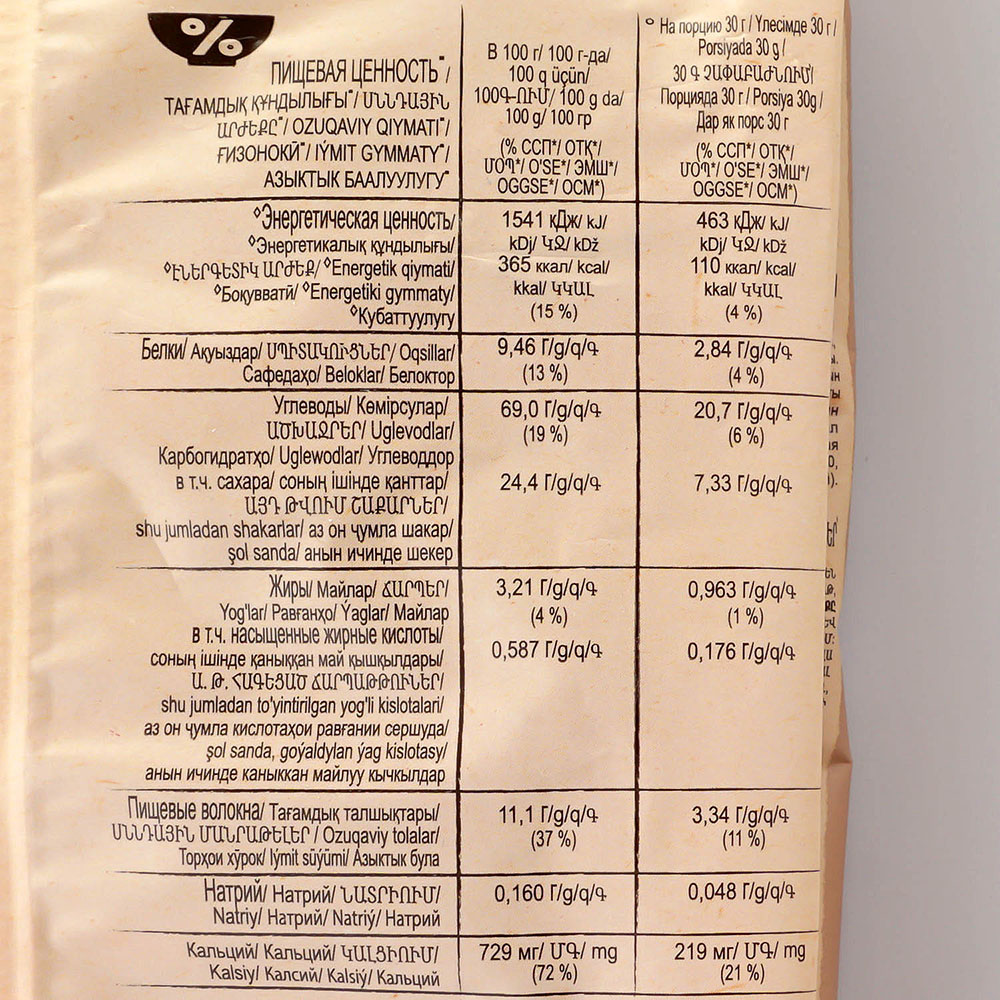 %
ПИЩЕВАЯ ЦЕННОСТЬ**/
ТАҒАМДЫҚ ҚҰНДЫЛЫҒЫ**/ ՍՆՆԴԱՅԻՆ
ԱՐԺԵՔԸ**/ OZUQAVIY QIYMATI**/
ҒИЗОНОКӢ**/ IÝMIT GYMMATY**/
АЗЫКТЫК БААЛУУЛУГУ**
В 100 г/ 100 г-да/
100 q üçün/
100Գ-ՈՒՄ/ 100 g da/
100 g/ 100 гр
(% ССП*/ ОТҚ*/
ՄՕՊ*/ O'SE*/ ЭМШ*/
OGGSE*/ ОСМ*)
° На порцию 30 г / Үлесімде 30 г /
Porsiyada 30 g /
30 Գ ՉԱՓԱԲԱԺՆՈՒՄ/
Порцияда 30 г / Porsiya 30g /
Дар як порс 30 г
(% ССП*/ ОТҚ*/
ՄՕՊ*/ O'SE*/ ЭМШ*/
OGGSE*/ ОСМ*)
◊Энергетическая ценность/
◊Энергетикалық құндылығы/
◊ԷՆԵՐԳԵՏԻԿ ԱՐԺԵՔ/ ◊Energetik qiymati/
◊Боқувватӣ/ ◊Energetiki gymmaty/
◊Кубаттуулугу
1541 кДж/ kJ/
kDj/ ԿՋ/ kDž
365 ккал/ kcal/
kkal/ ԿԿԱԼ
(15 %)
463 кДж/ kJ/
kDj/ ԿՋ/ kDž
110 ккал/ kcal/
kkal/ ԿԿԱԼ
(4 %)
Белки/ Ақуыздар/ ՍՊԻՏԱԿՈՒՑՆԵՐ/ Oqsillar/
Сафедаҳо/ Beloklar/ Белоктор
9,46 Г/g/q/գ
(13 %)
2,84 Г/g/q/գ
(4 %)
Углеводы/ Көмірсулар/
ԱԾԽԱՋՐԵՐ/ Uglevodlar/
Карбогидратҳо/ Uglewodlar/ Углеводдор
69,0 Г/g/q/գ
(19 %)
20,7 Г/g/q/գ
(6 %)
в т.ч. сахара/ соның ішінде қанттар/
ԱՅԴ ԹՎՈՒՄ ՇԱՔԱՐՆԵՐ/
shu jumladan shakarlar/ аз он ҷумла шакар/
şol sanda/ анын ичинде шекер
24,4 Г/g/q/գ
7,33 Г/g/q/գ
Жиры/ Майлар/ ՃԱՐՊԵՐ/
Yog'lar/ Равғанҳо/ Ýaglar/ Майлар
3,21 Г/g/q/գ
(4 %)
0,963 Г/g/q/գ
(1 %)
в т.ч. насыщенные жирные кислоты/
соның ішінде қаныққан май қышқылдары/
Ա. Թ. ՀԱԳԵՑԱԾ ՃԱՐՊԱԹԹՈՒՆԵՐ/
shu jumladan to'yintirilgan yog'li kislotalari/
аз он ҷумла кислотаҳои равғании сершуда/
şol sanda, goýaldylan ýag kislotasy/
анын ичинде каныккан майлуу кычкылдар
0,587 Г/g/q/գ
0,176 Г/g/q/գ
Пищевые волокна/ Тағамдық талшықтары/
ՍՆՆԴԱՅԻՆ ՄԱՆՐԱԹԵԼԵՐ / Ozuqaviy tolalar/
Торҳои хӯрок/ Iýmit süýümi/ Азыктык була
11,1 Г/g/q/գ
(37 %)
3,34 Г/g/q/գ
(11 %)
Натрий/ Натрий/ ՆԱՏՐԻՈՒՄ/
Natriy/ Натрий/ Natriý/ Натрий
0,160 Г/g/q/գ
0,048 Г/g/q/գ
Кальций/ Кальций/ ԿԱԼՑԻՈՒՄ/
Kalsiy/ Калсий/ Kalsiý/ Кальций
729 мг/ ՄԳ/ mg
(72 %)
219 мг/ ՄԳ/ mg
(21 %)